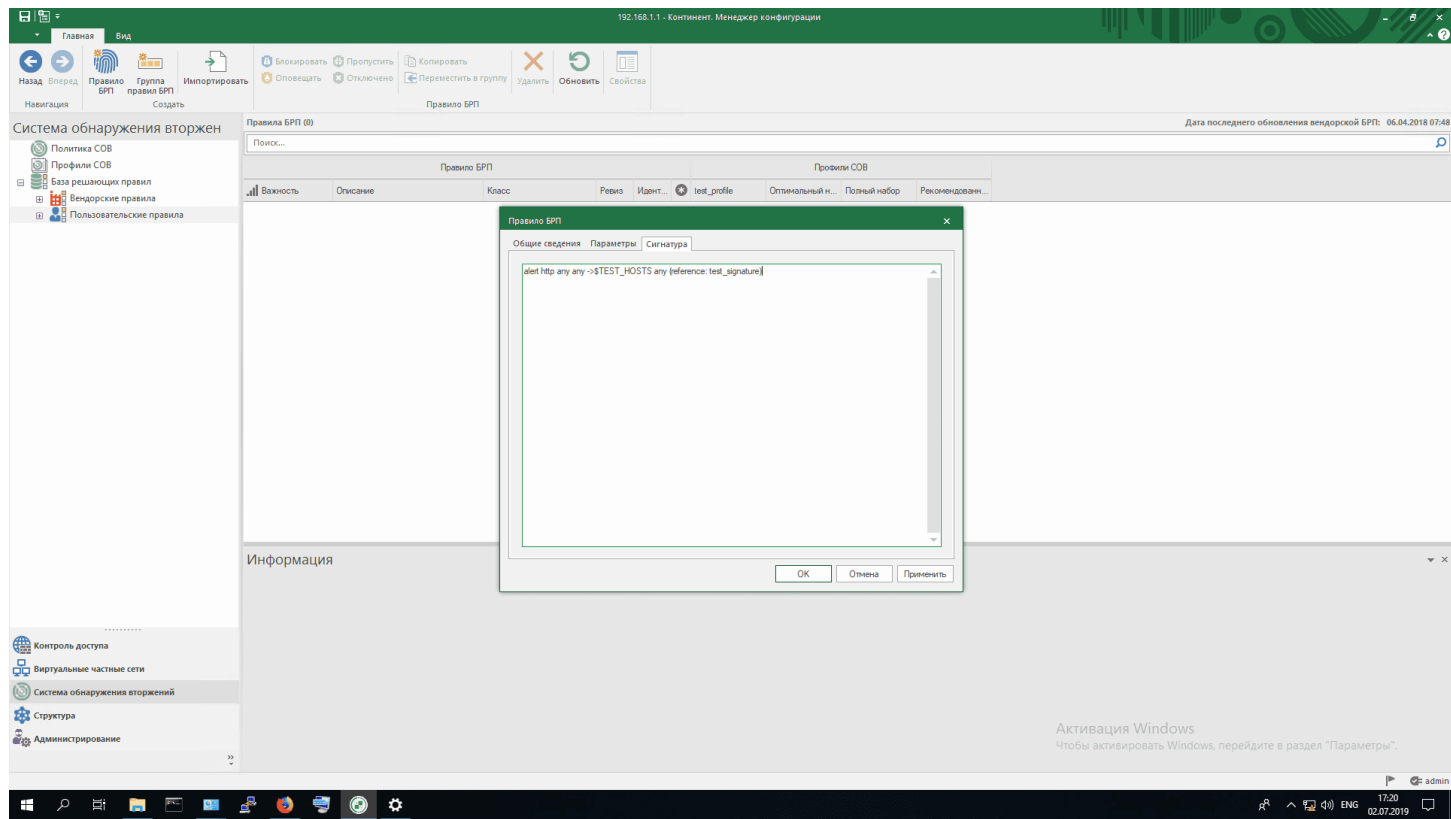 192.168.1.1 - Континент. Менеджер конфигурации
Главная Вид
Назад Вперед
Навигация
Правило БРП
Группа правил БРП
Импортировать
Создать
Блокировать Пропустить Копировать
Оповещать Отключено Переместить в группу
Удалить Обновить Свойства
Правило БРП
Система обнаружения вторжен
Политика СОВ
Профили СОВ
База решающих правил
Вендорские правила
Пользовательские правила
Правила БРП (0)
Дата последнего обновления вендорской БРП: 06.04.2018 07:48
Поиск...
Правило БРП Профили СОВ
Важность Описание Класс Ревиз Идент... test_profile Оптимальный н... Полный набор Рекомендованн...
Правило БРП
Общие сведения Параметры Сигнатура
alert http any any ->$TEST_HOSTS any (reference: test_signature)
OK Отмена Применить
Информация
Контроль доступа
Виртуальные частные сети
Система обнаружения вторжений
Структура
Администрирование
Активация Windows
Чтобы активировать Windows, перейдите в раздел "Параметры".
admin
ENG
17:20
02.07.2019